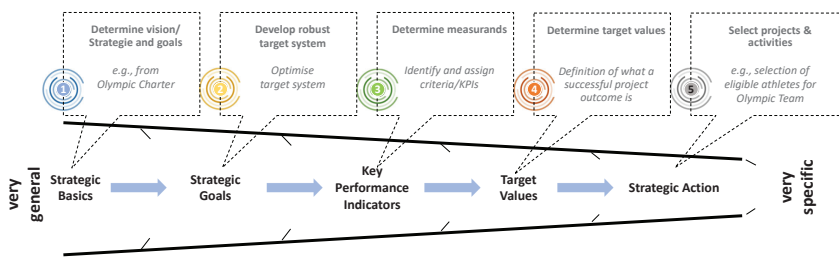 Determine vision/
Strategie and goals
e.g., from
Olympic Charter
1
Develop robust
target system
Optimise
target system
2
Determine measurands
Identify and assign
criteria/KPIs
3
Determine target values
Definition of what a
successful project
outcome is
4
Select projects &
activities
e.g., selection of
eligible athletes for
Olympic Team
5
very
general
Strategic
Basics
Strategic
Goals
Key
Performance
Indicators
Target
Values
Strategic Action
very
specific